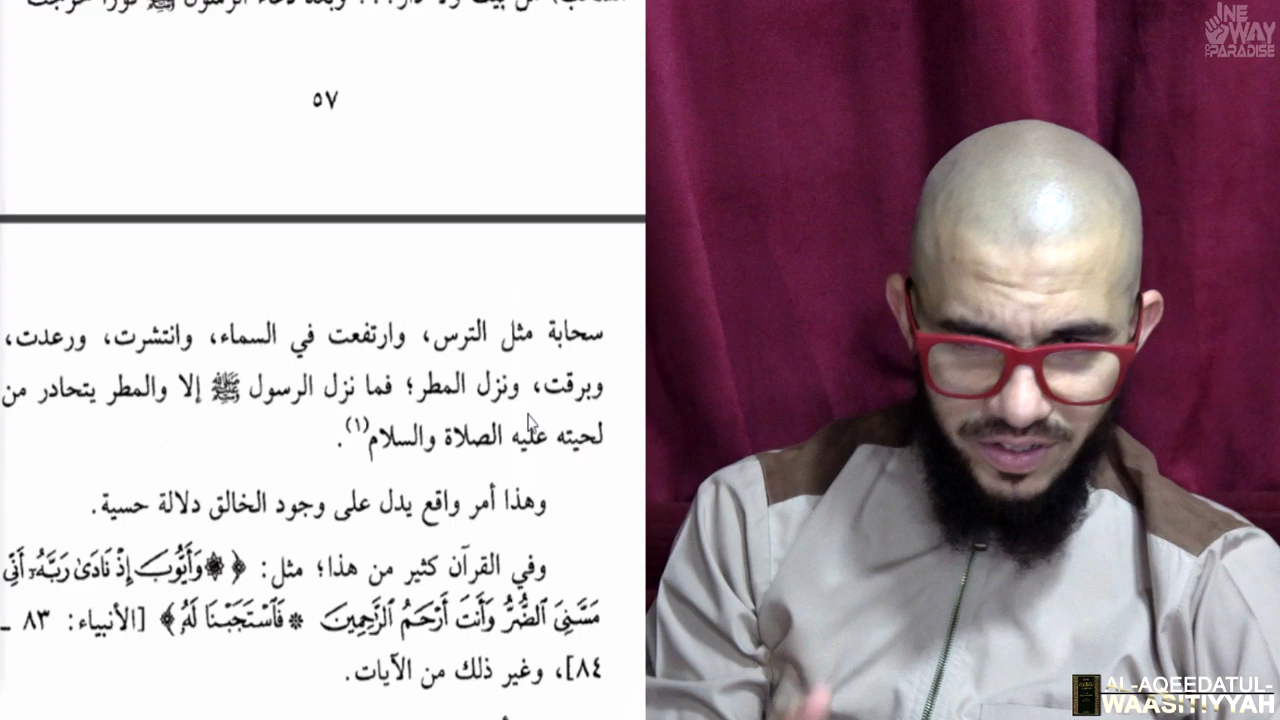 ٥٧
سحابة مثل الترس، وارتفعت في السماء، وانتشرت، ورعدت،
وبرقت، ونزل المطر؛ فما نزل الرسول ﷺ إلا والمطر يتحادر من
لحيته عليه الصلاة والسلام(١).
وهذا أمر واقع يدل على وجود الخالق دلالة حسية.
وفي القرآن كثير من هذا؛ مثل: ﴿۞ وَأَيُّوبَ إِذْ نَادَىٰ رَبَّهُۥٓ أَنِّي
مَسَّنِيَ ٱلضُّرُّ وَأَنتَ أَرْحَمُ ٱلرَّٰحِمِينَ * فَٱسْتَجَبْنَا لَهُۥ﴾ [الأنبياء: ٨٣ ـ
٨٤]، وغير ذلك من الآيات.
ONE
WAY
TO PARADISE
AL-AQEEDATUL-
WAASITIYYAH